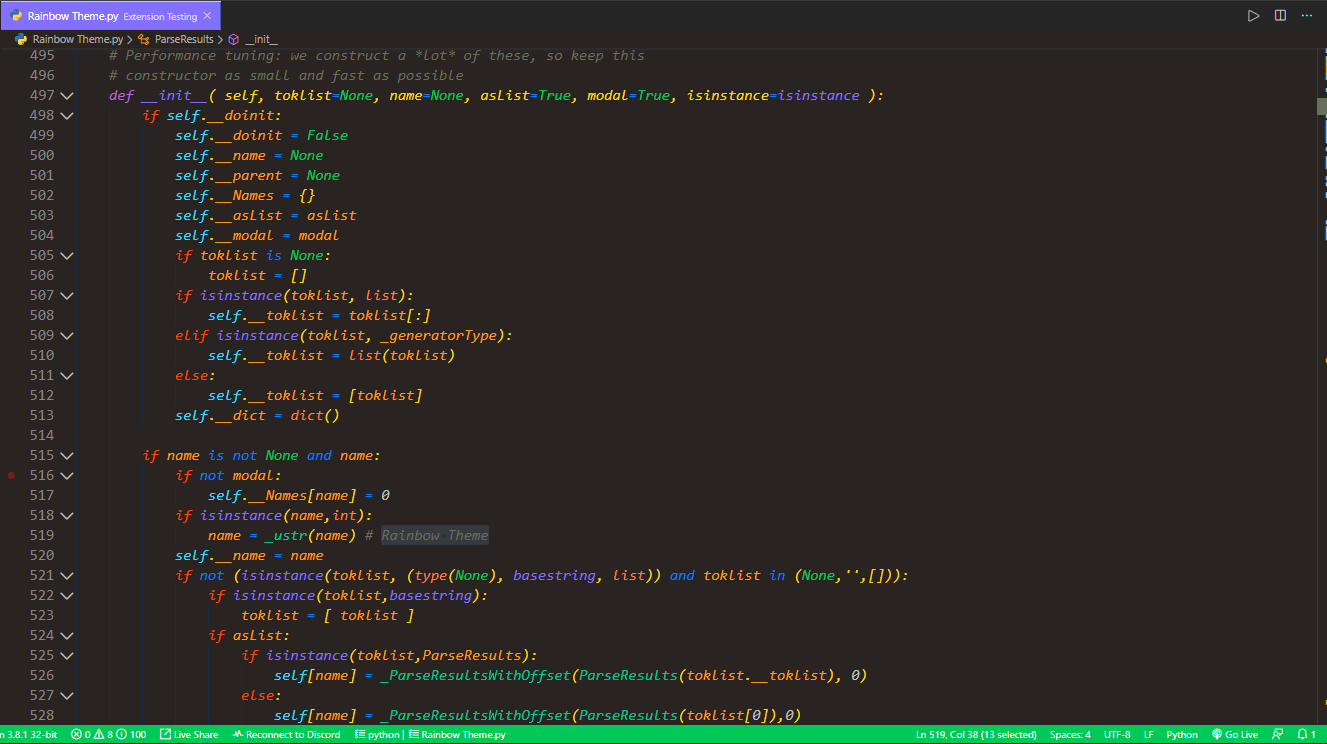 Rainbow Theme.py Extension Testing
Rainbow Theme.py > ParseResults > __init__
495 # Performance tuning: we construct a *lot* of these, so keep this
496 # constructor as small and fast as possible
497 def __init__( self, toklist=None, name=None, asList=True, modal=True, isinstance=isinstance ):
498 if self.__doinit:
499 self.__doinit = False
500 self.__name = None
501 self.__parent = None
502 self.__Names = {}
503 self.__asList = asList
504 self.__modal = modal
505 if toklist is None:
506 toklist = []
507 if isinstance(toklist, list):
508 self.__toklist = toklist[:]
509 elif isinstance(toklist, _generatorType):
510 self.__toklist = list(toklist)
511 else:
512 self.__toklist = [toklist]
513 self.__dict = dict()
514
515 if name is not None and name:
516 if not modal:
517 self.__Names[name] = 0
518 if isinstance(name,int):
519 name = _ustr(name) # Rainbow Theme
520 self.__name = name
521 if not (isinstance(toklist, (type(None), basestring, list)) and toklist in (None,'',[])):
522 if isinstance(toklist,basestring):
523 toklist = [ toklist ]
524 if asList:
525 if isinstance(toklist,ParseResults):
526 self[name] = _ParseResultsWithOffset(ParseResults(toklist.__toklist), 0)
527 else:
528 self[name] = _ParseResultsWithOffset(ParseResults(toklist[0]),0)
n 3.8.1 32-bit 0 8 100 Live Share Reconnect to Discord python | Rainbow Theme.py Ln 519, Col 38 (13 selected) Spaces: 4 UTF-8 LF Python Go Live 1